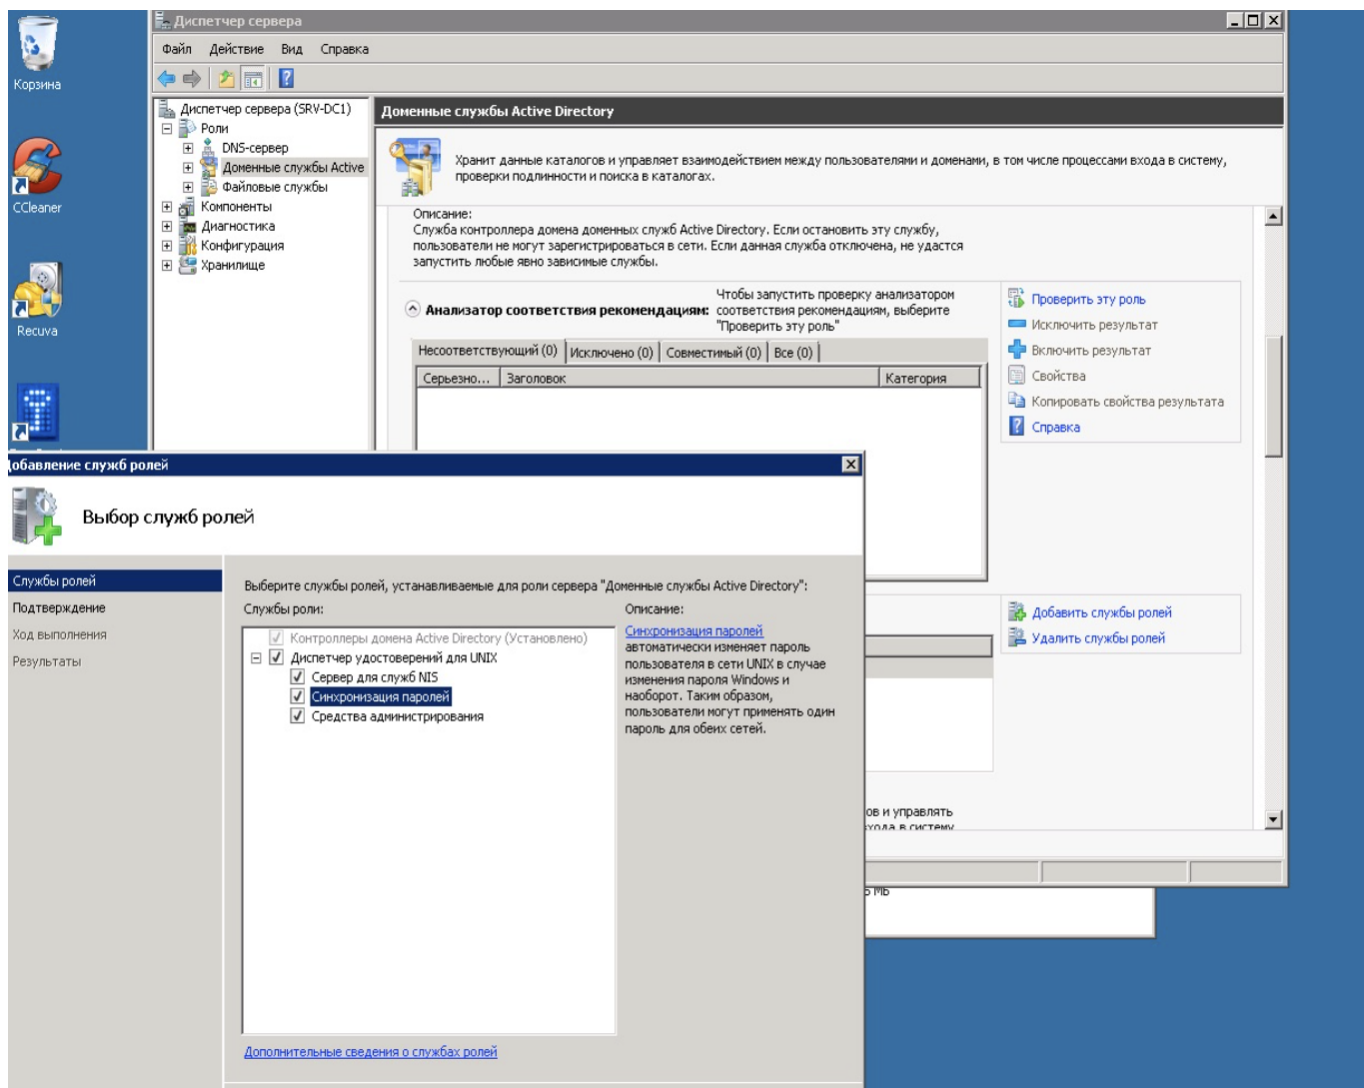 Корзина
CCleaner
Recuva
Диспетчер сервера
Файл Действие Вид Справка
Диспетчер сервера (SRV-DC1)
Роли
DNS-сервер
Доменные службы Active
Файловые службы
Компоненты
Диагностика
Конфигурация
Хранилище
Доменные службы Active Directory
Хранит данные каталогов и управляет взаимодействием между пользователями и доменами, в том числе процессами входа в систему,
проверки подлинности и поиска в каталогах.
Описание:
Служба контроллера домена доменных служб Active Directory. Если остановить эту службу,
пользователи не могут зарегистрироваться в сети. Если данная служба отключена, не удастся
запустить любые явно зависимые службы.
Анализатор соответствия рекомендациям:
Чтобы запустить проверку анализатором
соответствия рекомендациям, выберите
"Проверить эту роль"
Несоответствующий (0) Исключено (0) Совместимый (0) Все (0)
Серьезно... Заголовок Категория
Проверить эту роль
Исключить результат
Включить результат
Свойства
Копировать свойства результата
Справка
Добавить службы ролей
Удалить службы ролей
ов и управлять
входа в систему
МБ
Добавление служб ролей
Выбор служб ролей
Службы ролей
Подтверждение
Ход выполнения
Результаты
Выберите службы ролей, устанавливаемые для роли сервера "Доменные службы Active Directory":
Службы роли:
Контроллеры домена Active Directory (Установлено)
Диспетчер удостоверений для UNIX
Сервер для служб NIS
Синхронизация паролей
Средства администрирования
Описание:
Синхронизация паролей
автоматически изменяет пароль
пользователя в сети UNIX в случае
изменения пароля Windows и
наоборот. Таким образом,
пользователи могут применять один
пароль для обеих сетей.
Дополнительные сведения о службах ролей